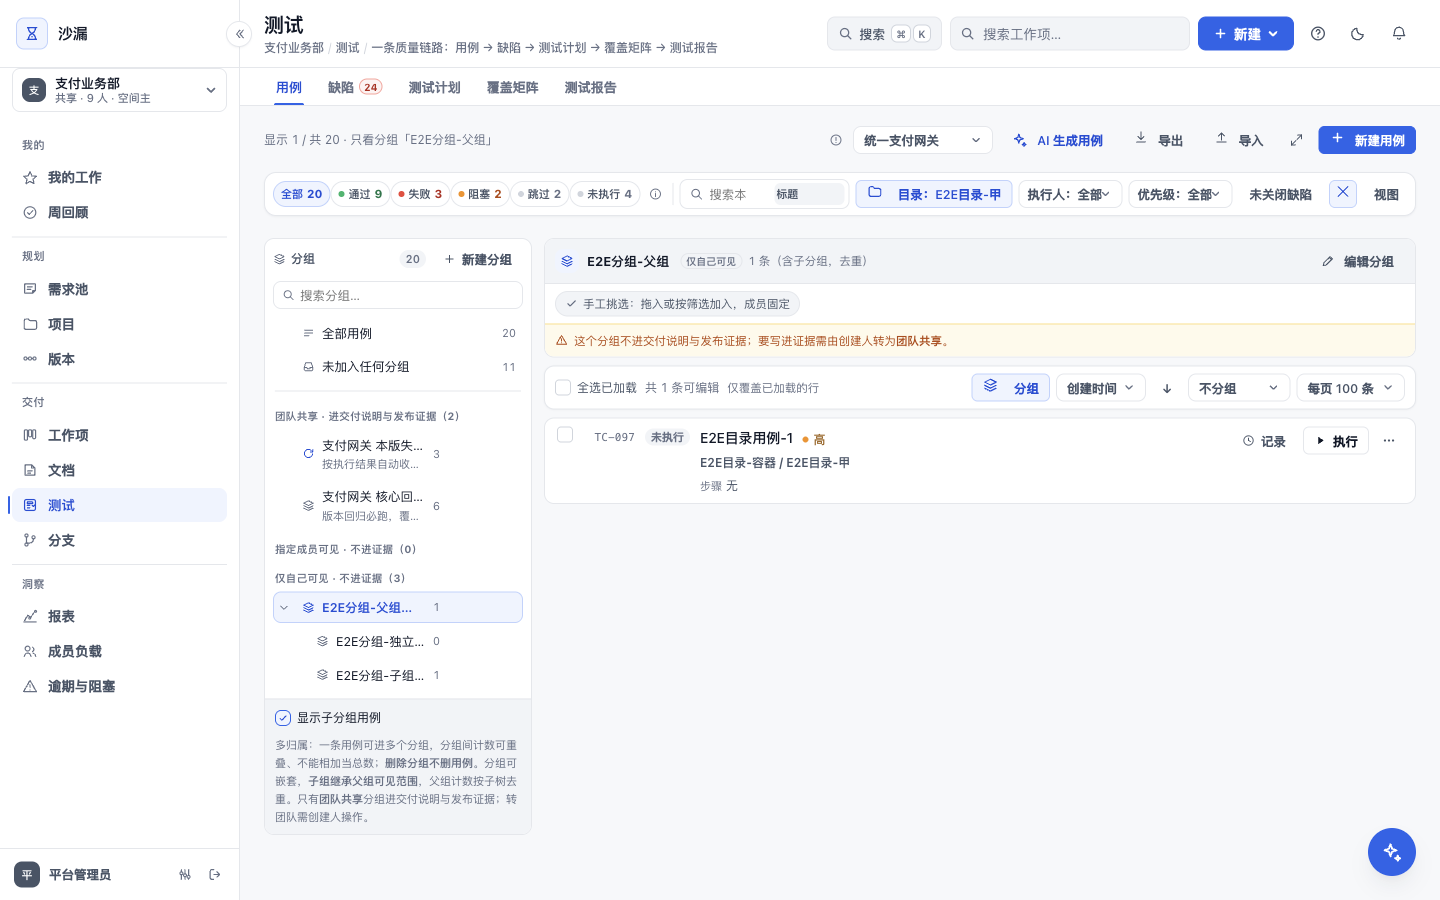 沙漏
支
支付业务部
共享 · 9 人 · 空间主
我的
我的工作
周回顾
规划
需求池
项目
版本
交付
工作项
文档
测试
分支
洞察
报表
成员负载
逾期与阻塞
平
平台管理员
测试
支付业务部 / 测试 / 一条质量链路：用例 → 缺陷 → 测试计划 → 覆盖矩阵 → 测试报告
搜索 ⌘ K
搜索工作项...
新建
用例
缺陷 24
测试计划
覆盖矩阵
测试报告
显示 1 / 共 20 · 只看分组「E2E分组-父组」
统一支付网关
AI 生成用例
导出
导入
新建用例
全部 20
通过 9
失败 3
阻塞 2
跳过 2
未执行 4
搜索本
标题
目录：E2E目录-甲
执行人：全部
优先级：全部
未关闭缺陷
视图
分组
20
新建分组
搜索分组...
全部用例 20
未加入任何分组 11
团队共享 · 进交付说明与发布证据（2）
支付网关 本版失... 3
按执行结果自动收...
支付网关 核心回... 6
版本回归必跑，覆...
指定成员可见 · 不进证据（0）
仅自己可见 · 不进证据（3）
E2E分组-父组... 1
E2E分组-独立... 0
E2E分组-子组... 1
显示子分组用例
多归属：一条用例可进多个分组，分组间计数可重
叠、不能相加当总数；删除分组不删用例。分组可
嵌套，子组继承父组可见范围，父组计数按子树去
重。只有团队共享分组进交付说明与发布证据；转
团队需创建人操作。
E2E分组-父组
仅自己可见
1 条（含子分组，去重）
编辑分组
手工挑选：拖入或按筛选加入，成员固定
这个分组不进交付说明与发布证据；要写进证据需由创建人转为团队共享。
全选已加载
共 1 条可编辑
仅覆盖已加载的行
分组
创建时间
不分组
每页 100 条
TC-097
未执行
E2E目录用例-1
高
记录
执行
E2E目录-容器 / E2E目录-甲
步骤 无